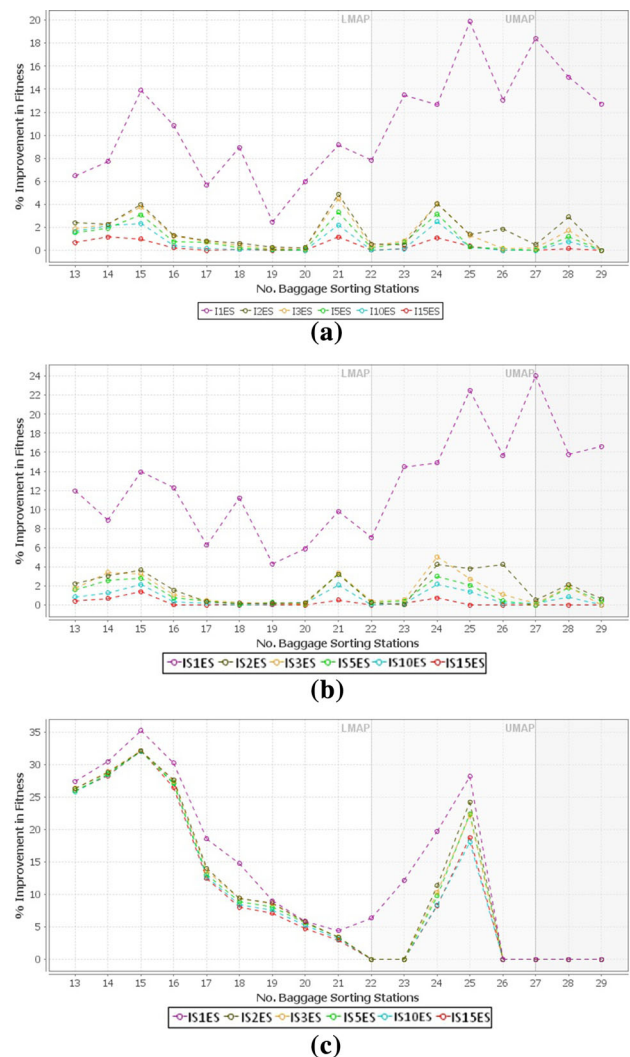 LMAP UMAP
20
18
16
14
12
10
8
6
4
2
0
% Improvement in Fitness
13 14 15 16 17 18 19 20 21 22 23 24 25 26 27 28 29
No. Baggage Sorting Stations
I1ES I2ES I3ES I5ES I10ES I15ES
(a)
LMAP UMAP
24
22
20
18
16
14
12
10
8
6
4
2
0
% Improvement in Fitness
13 14 15 16 17 18 19 20 21 22 23 24 25 26 27 28 29
No. Baggage Sorting Stations
IS1ES IS2ES IS3ES IS5ES IS10ES IS15ES
(b)
LMAP UMAP
35
30
25
20
15
10
5
0
% Improvement in Fitness
13 14 15 16 17 18 19 20 21 22 23 24 25 26 27 28 29
No. Baggage Sorting Stations
IS1ES IS2ES IS3ES IS5ES IS10ES IS15ES
(c)